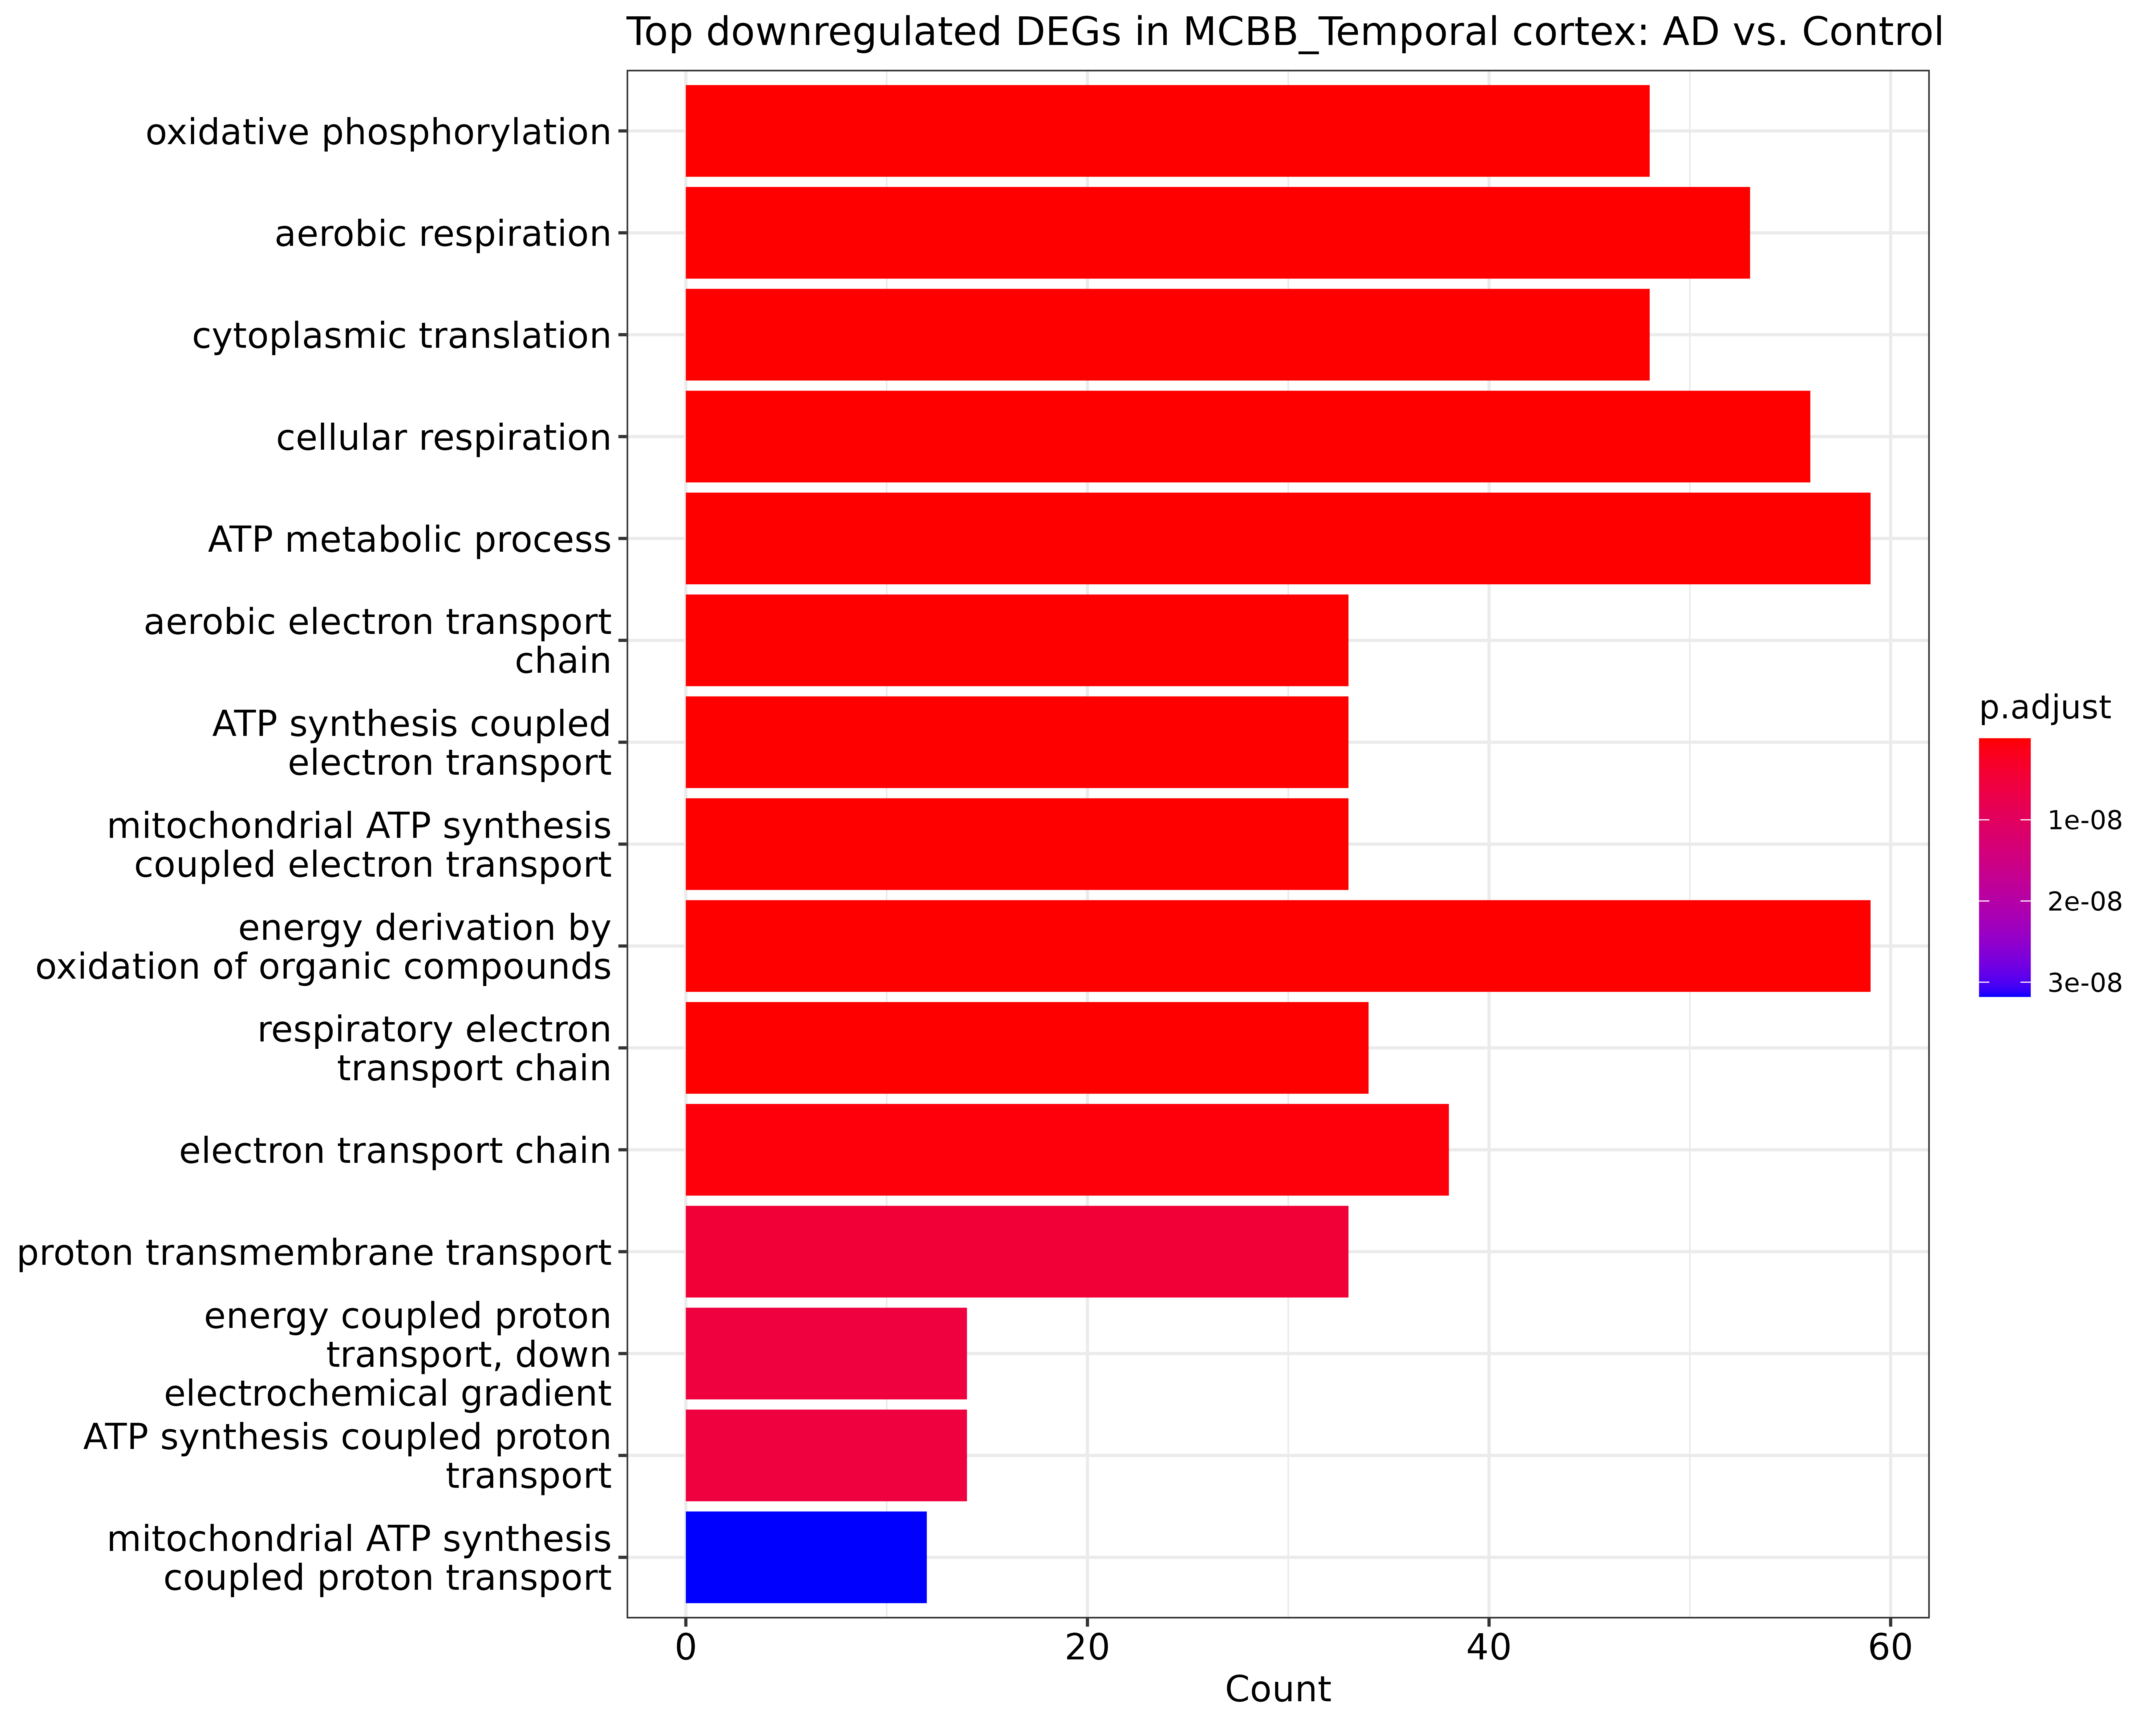 Top downregulated DEGs in MCBB_Temporal cortex: AD vs. Control
oxidative phosphorylation
aerobic respiration
cytoplasmic translation
cellular respiration
ATP metabolic process
aerobic electron transport
chain
ATP synthesis coupled
electron transport
mitochondrial ATP synthesis
coupled electron transport
energy derivation by
oxidation of organic compounds
respiratory electron
transport chain
electron transport chain
proton transmembrane transport
energy coupled proton
transport, down
electrochemical gradient
ATP synthesis coupled proton
transport
mitochondrial ATP synthesis
coupled proton transport
0 20 40 60
Count
p.adjust
1e-08
2e-08
3e-08